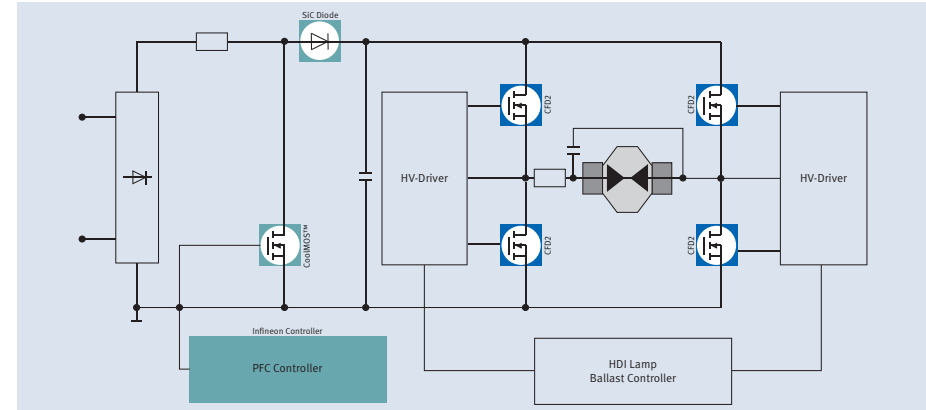 SiC Diode
CFD2
CFD2
HV-Driver
HV-Driver
CoolMOS™
CFD2
CFD2
Infineon Controller
PFC Controller
HDI Lamp
Ballast Controller